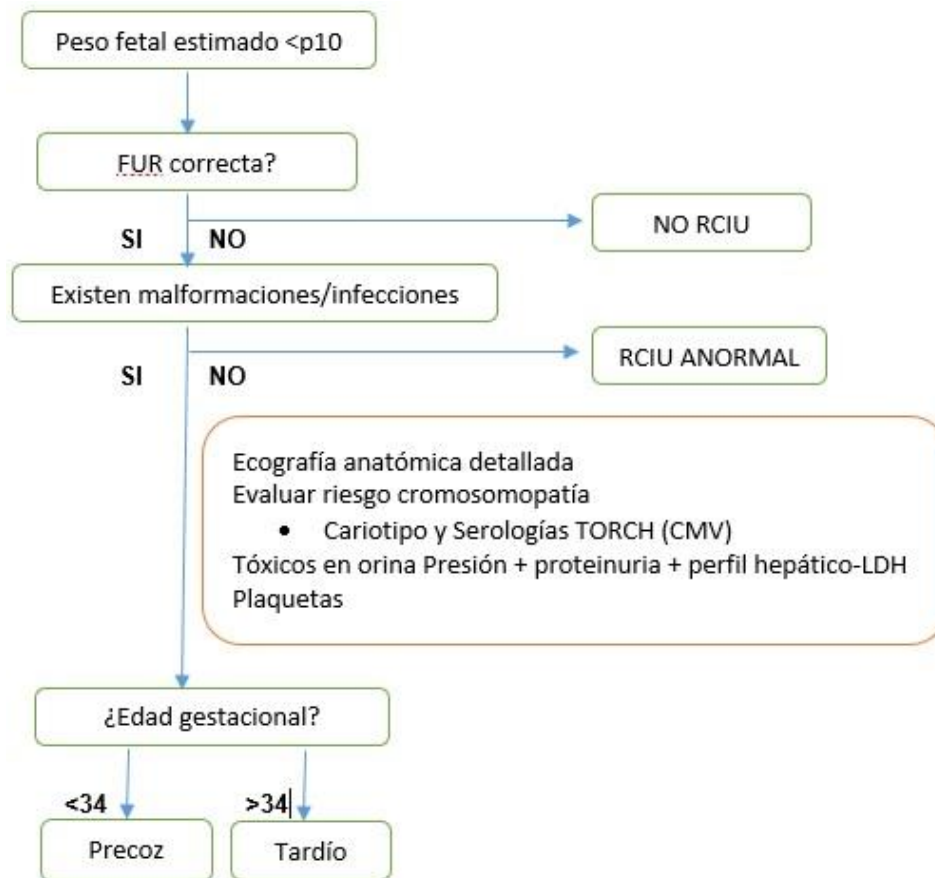 Peso fetal estimado <p10
FUR correcta?
NO RCIU
SI
NO
Existen malformaciones/infecciones
RCIU ANORMAL
SI
NO
Ecografía anatómica detallada
Evaluar riesgo cromosomopatía
• Cariotipo y Serologías TORCH (CMV)
Tóxicos en orina Presión + proteinuria + perfil hepático-LDH
Plaquetas
¿Edad gestacional?
<34
>34
Precoz
Tardío